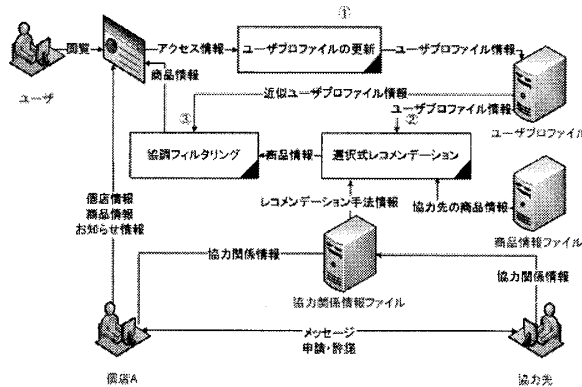 ①
閲覧
アクセス情報
ユーザプロファイルの更新
ユーザプロファイル情報
商品情報
ユーザ
近似ユーザプロファイル情報
ユーザプロファイル情報
ユーザプロファイル
③
②
協調フィルタリング
商品情報
選択式レコメンデーション
個店情報
商品情報
お知らせ情報
レコメンデーション手法情報
協力先の商品情報
商品情報ファイル
協力関係情報
協力関係情報
協力関係情報ファイル
メッセージ
申請・許諾
個店A
協力先